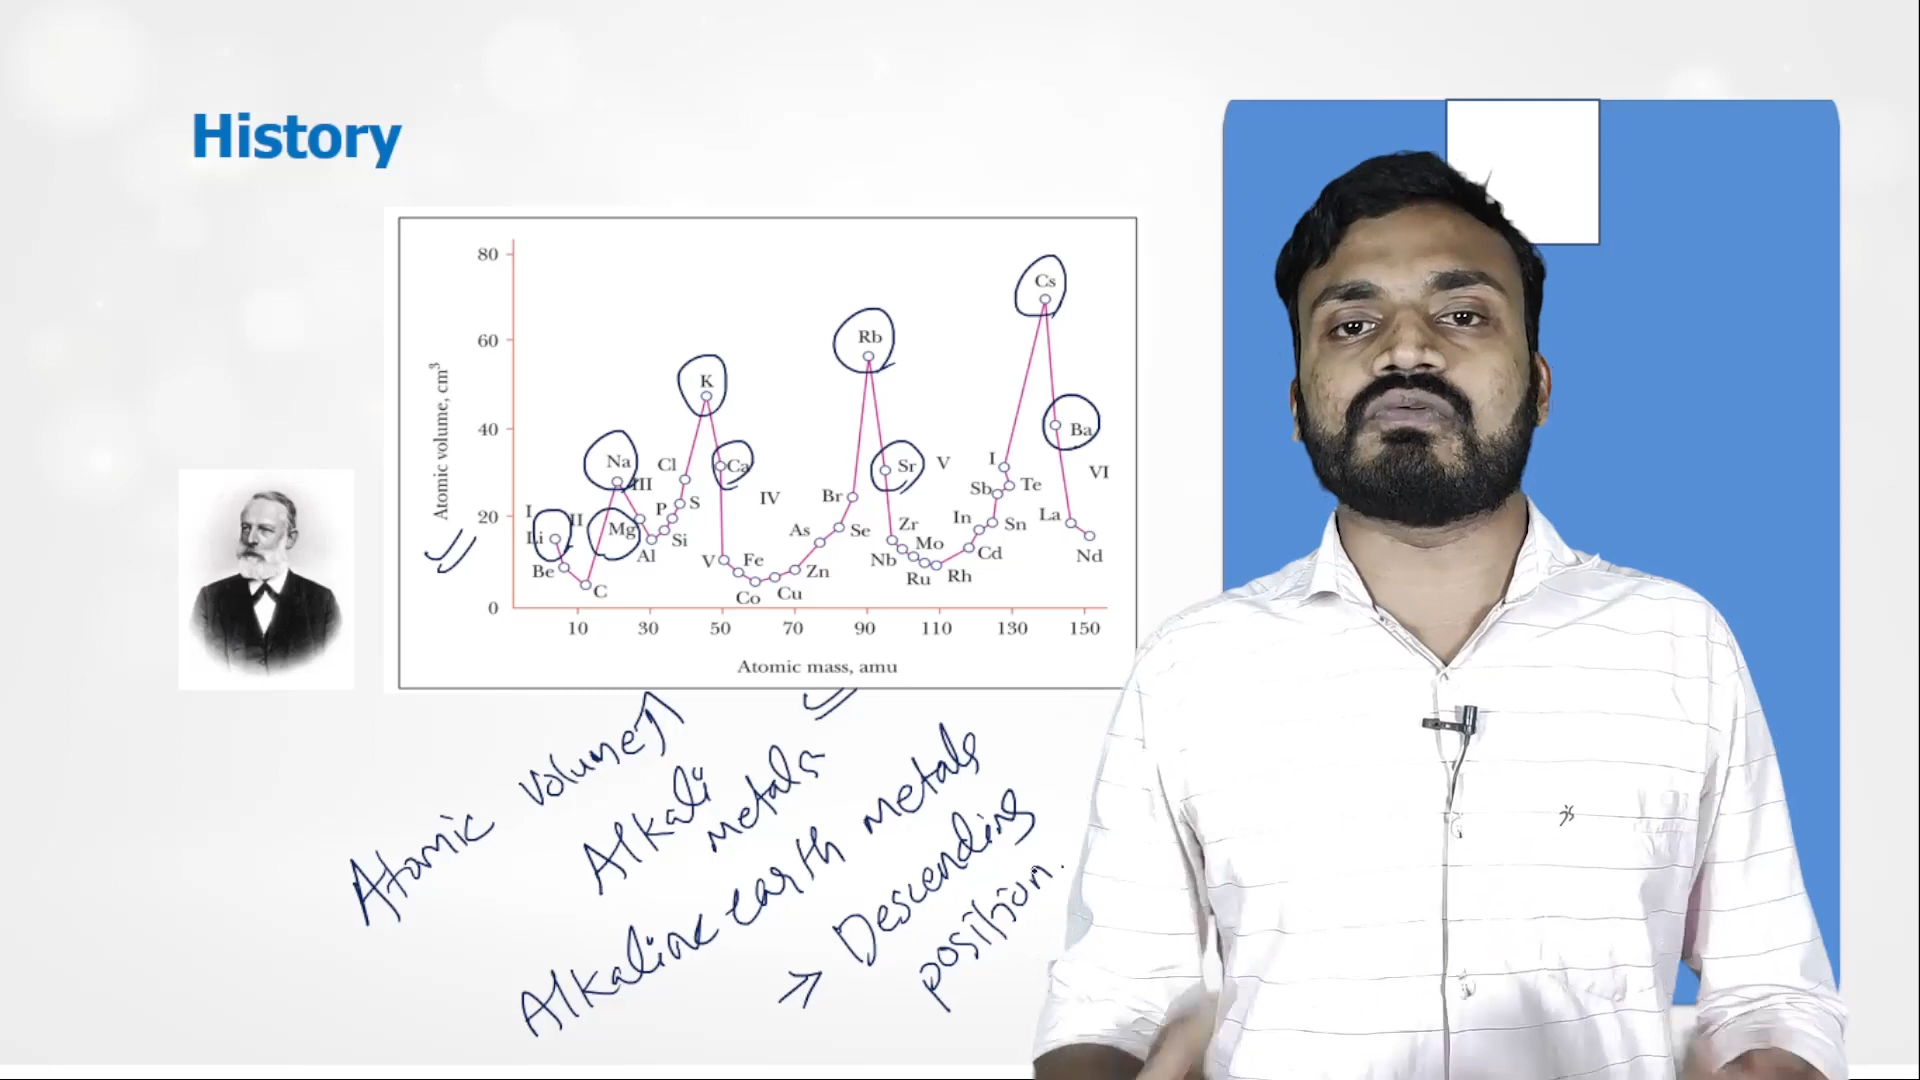 History
80
60
40
20
0
Atomic volume, cm³
I
Li
Be
II
C
Na
III
Mg
Al
Si
P
S
Cl
K
Ca
IV
V
Fe
Co
Cu
Zn
As
Se
Br
Rb
Sr
V
Zr
Nb
Mo
Ru
Rh
Cd
In
Sn
Sb
Te
I
Cs
Ba
VI
La
Nd
10 30 50 70 90 110 130 150
Atomic mass, amu
Atomic volume ↑
Alkali
metals
Alkaline earth metals
> Descending
position.